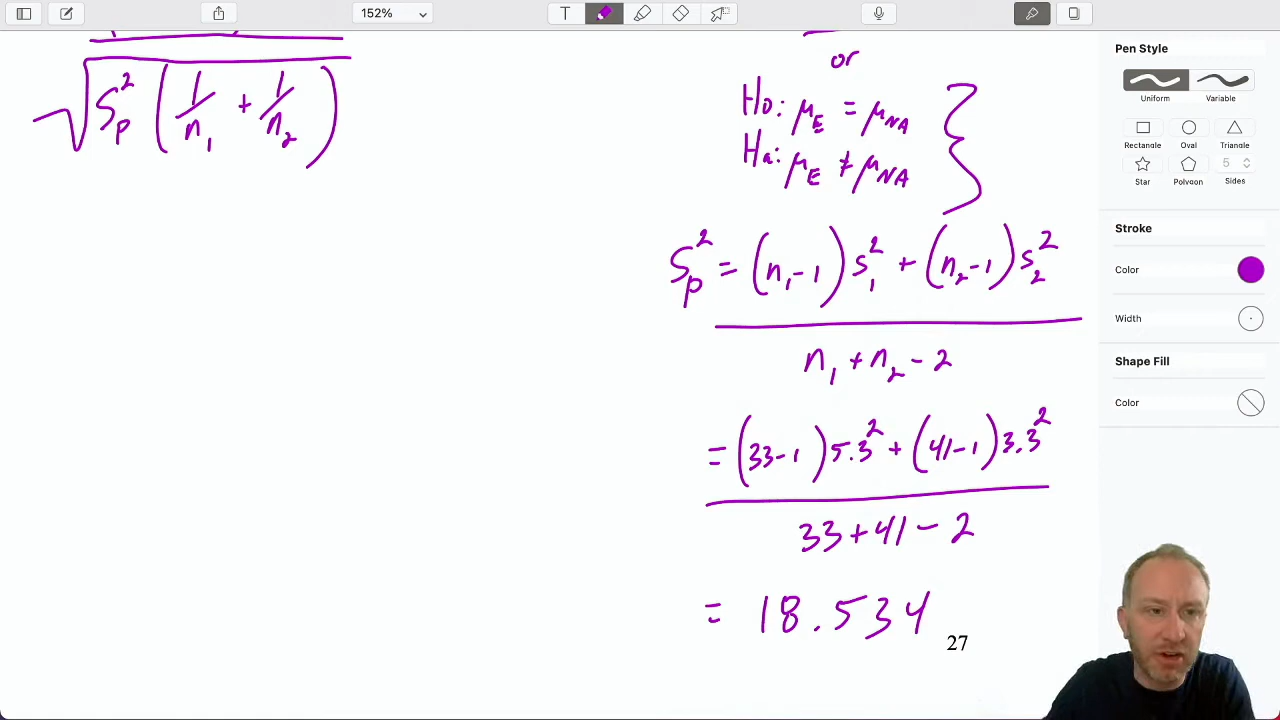 152%
T
√(Sp² (1/n₁ + 1/n₂))
or
Ho: μE = μNA
Ha: μE ≠ μNA
Sp² = (n₁-1)s₁² + (n₂-1)s₂²
n₁ + n₂ - 2
= (33-1)5.3² + (41-1)3.3²
33+41-2
= 18.534
27
Pen Style
Uniform Variable
Rectangle Oval Triangle
5
Star Polygon Sides
Stroke
Color
Width
Shape Fill
Color